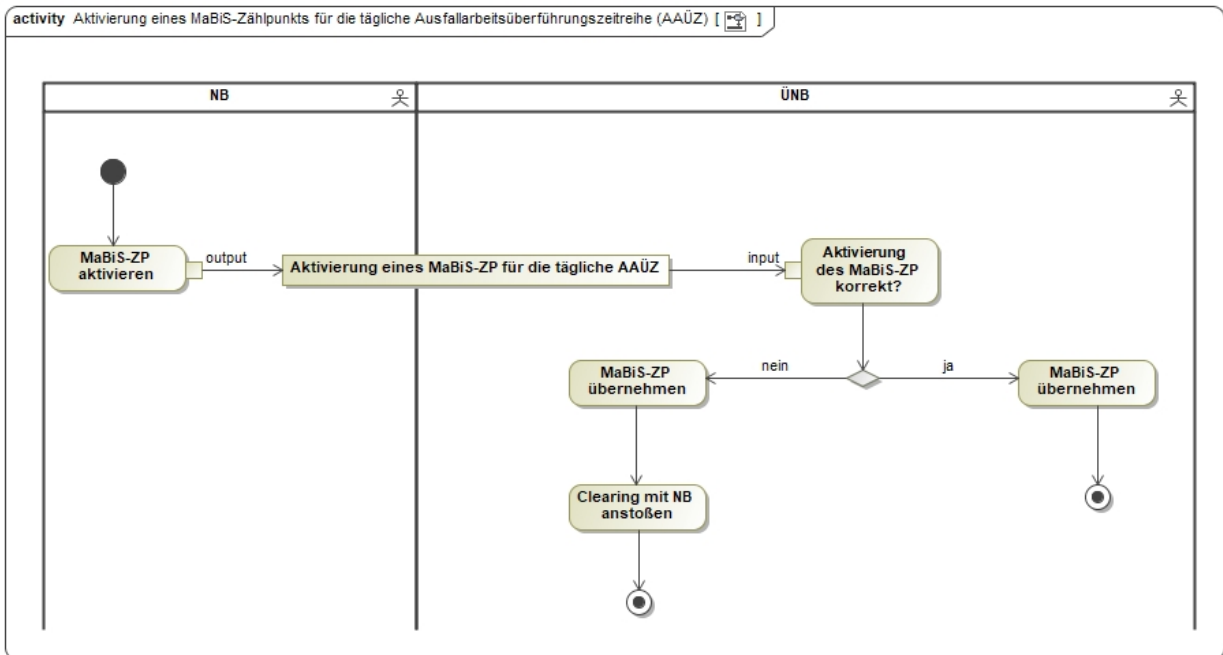 activity Aktivierung eines MaBiS-Zählpunkts für die tägliche Ausfallarbeitsüberführungszeitreihe (AAÜZ) [ ]
NB
ÜNB
MaBiS-ZP
aktivieren
output
Aktivierung eines MaBiS-ZP für die tägliche AAÜZ
input
Aktivierung
des MaBiS-ZP
korrekt?
MaBiS-ZP
übernehmen
nein
ja
MaBiS-ZP
übernehmen
Clearing mit NB
anstoßen